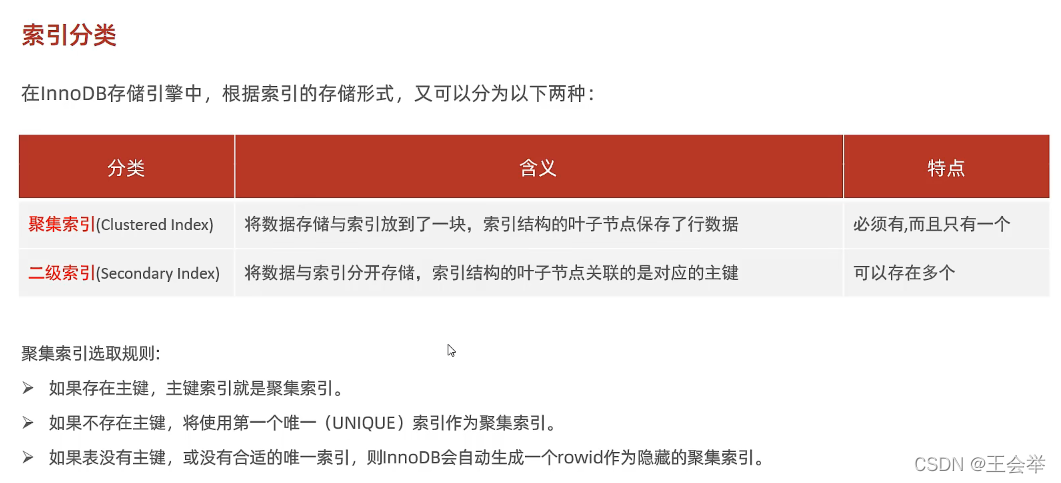 索引分类
在InnoDB存储引擎中，根据索引的存储形式，又可以分为以下两种：
分类 含义 特点
聚集索引(Clustered Index) 将数据存储与索引放到了一块，索引结构的叶子节点保存了行数据 必须有,而且只有一个
二级索引(Secondary Index) 将数据与索引分开存储，索引结构的叶子节点关联的是对应的主键 可以存在多个
聚集索引选取规则:
➢ 如果存在主键，主键索引就是聚集索引。
➢ 如果不存在主键，将使用第一个唯一（UNIQUE）索引作为聚集索引。
➢ 如果表没有主键，或没有合适的唯一索引，则InnoDB会自动生成一个rowid作为隐藏的聚集索引。
CSDN @王会举